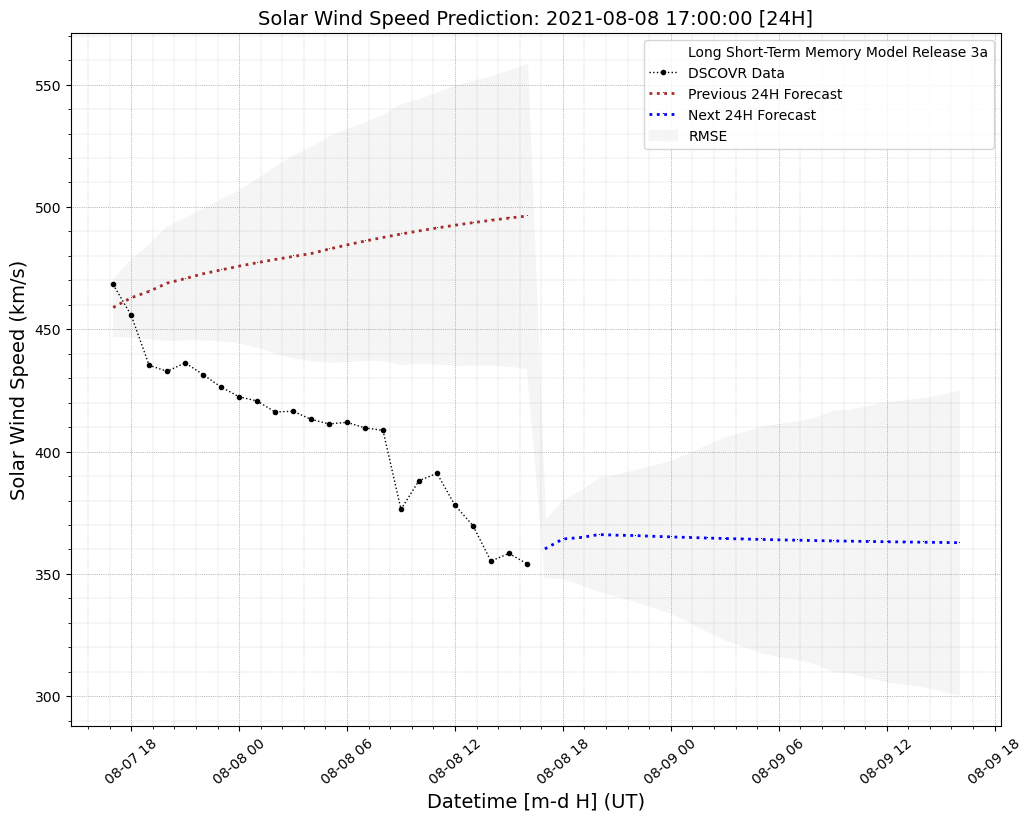 Solar Wind Speed Prediction: 2021-08-08 17:00:00 [24H]
Long Short-Term Memory Model Release 3a
DSCOVR Data
Previous 24H Forecast
Next 24H Forecast
RMSE
Solar Wind Speed (km/s)
550
500
450
400
350
300
08-07 18
08-08 00
08-08 06
08-08 12
08-08 18
08-09 00
08-09 06
08-09 12
08-09 18
Datetime [m-d H] (UT)